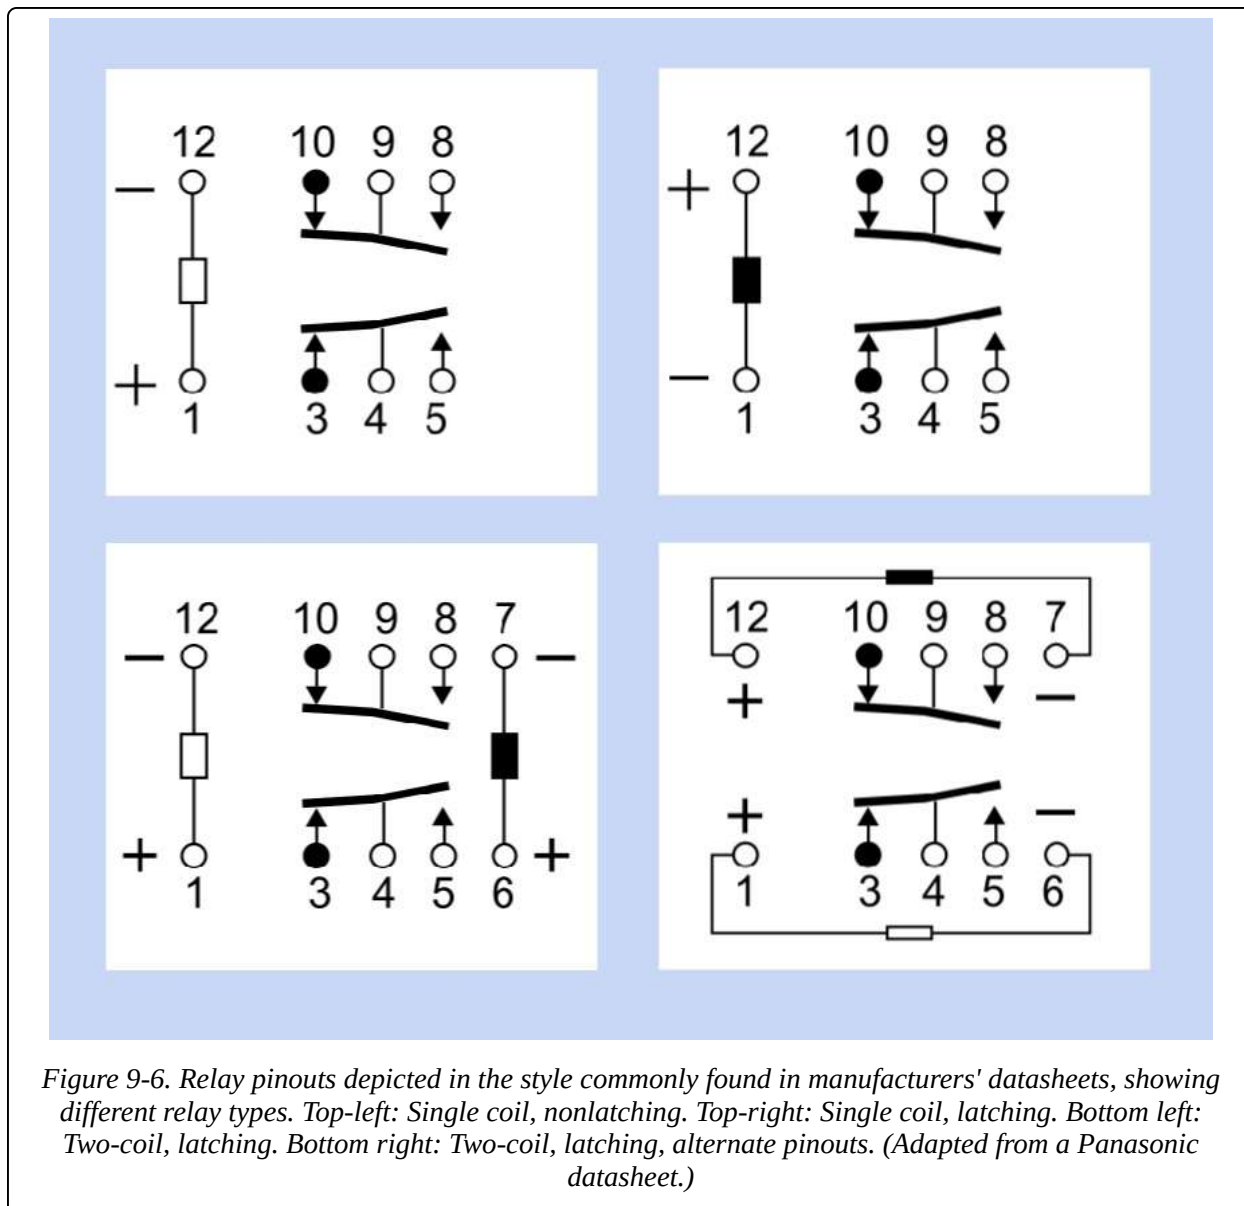 12 10 9 8
−
+
1 3 4 5
12 10 9 8
+
−
1 3 4 5
12 10 9 8 7
− −
+ +
1 3 4 5 6
12 10 9 8 7
+ −
+ −
1 3 4 5 6
Figure 9-6. Relay pinouts depicted in the style commonly found in manufacturers' datasheets, showing
different relay types. Top-left: Single coil, nonlatching. Top-right: Single coil, latching. Bottom left:
Two-coil, latching. Bottom right: Two-coil, latching, alternate pinouts. (Adapted from a Panasonic
datasheet.)